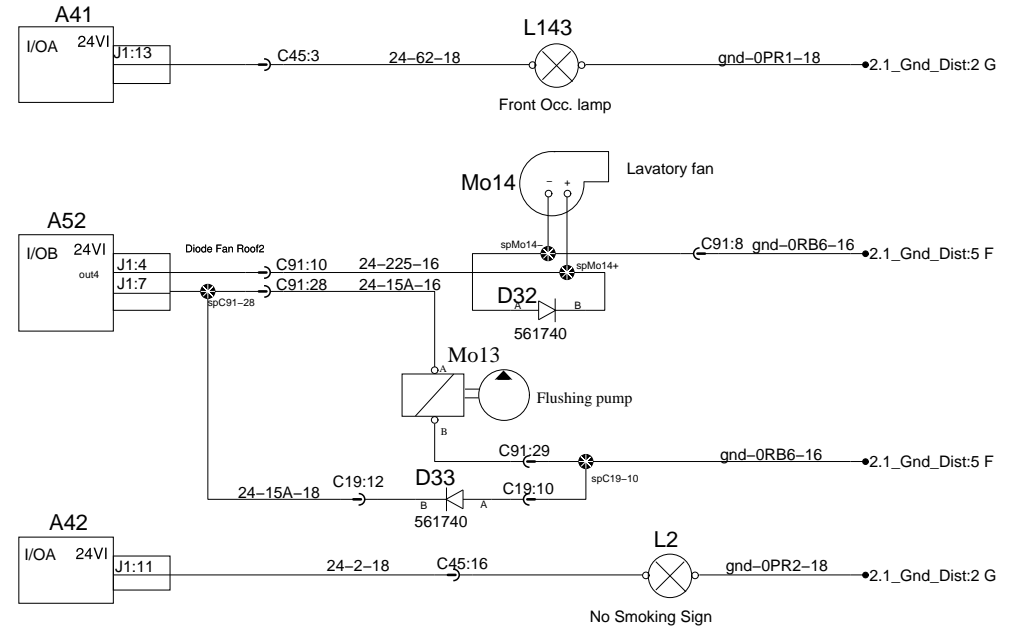 A41
I/OA 24VI
J1:13
C45:3
24-62-18
L143
gnd-0PR1-18
2.1_Gnd_Dist:2 G
Front Occ. lamp
Mo14
- +
Lavatory fan
A52
I/OB 24VI
out4
J1:4
J1:7
Diode Fan Roof2
C91:10
24-225-16
C91:28
24-15A-16
spC91-28
spMo14-
spMo14+
C91:8
gnd-0RB6-16
2.1_Gnd_Dist:5 F
D32
A
B
561740
Mo13
A
B
Flushing pump
C91:29
gnd-0RB6-16
2.1_Gnd_Dist:5 F
spC19-10
24-15A-18
C19:12
D33
B
A
561740
C19:10
A42
I/OA 24VI
J1:11
24-2-18
C45:16
L2
gnd-0PR2-18
2.1_Gnd_Dist:2 G
No Smoking Sign